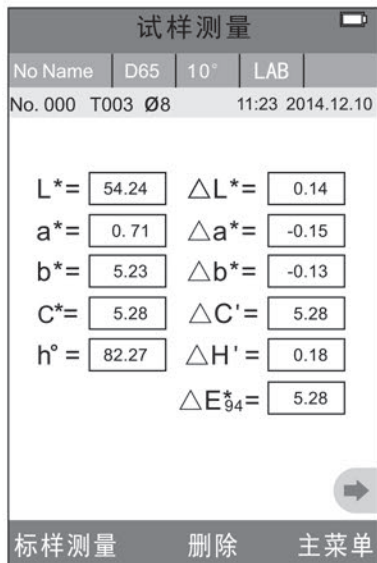 试样测量
No Name D65 10° LAB
No. 000 T003 Ø8 11:23 2014.12.10
L*= 54.24 △L*= 0.14
a*= 0. 71 △a*= -0.15
b*= 5.23 △b*= -0.13
C*= 5.28 △C'= 5.28
h° = 82.27 △H'= 0.18
△E*94= 5.28
标样测量 删除 主菜单